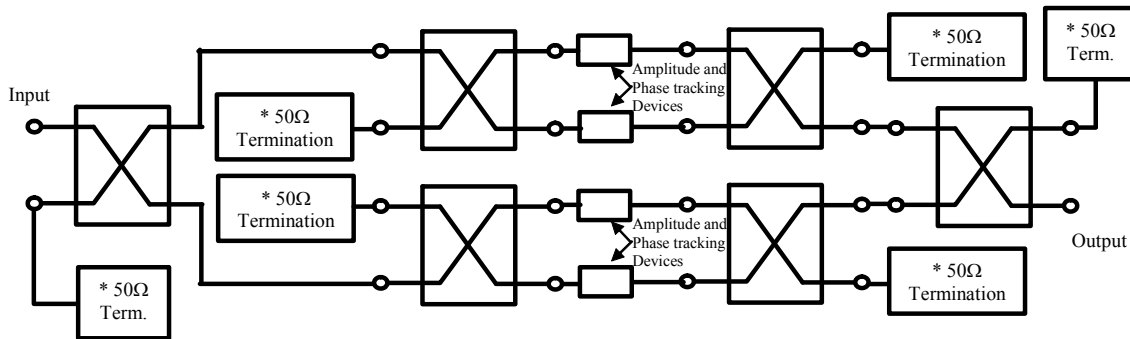 * 50Ω
Termination
* 50Ω
Term.
Amplitude and
Phase tracking
Devices
Input
* 50Ω
Termination
* 50Ω
Termination
Amplitude and
Phase tracking
Devices
Output
* 50Ω
Term.
* 50Ω
Termination